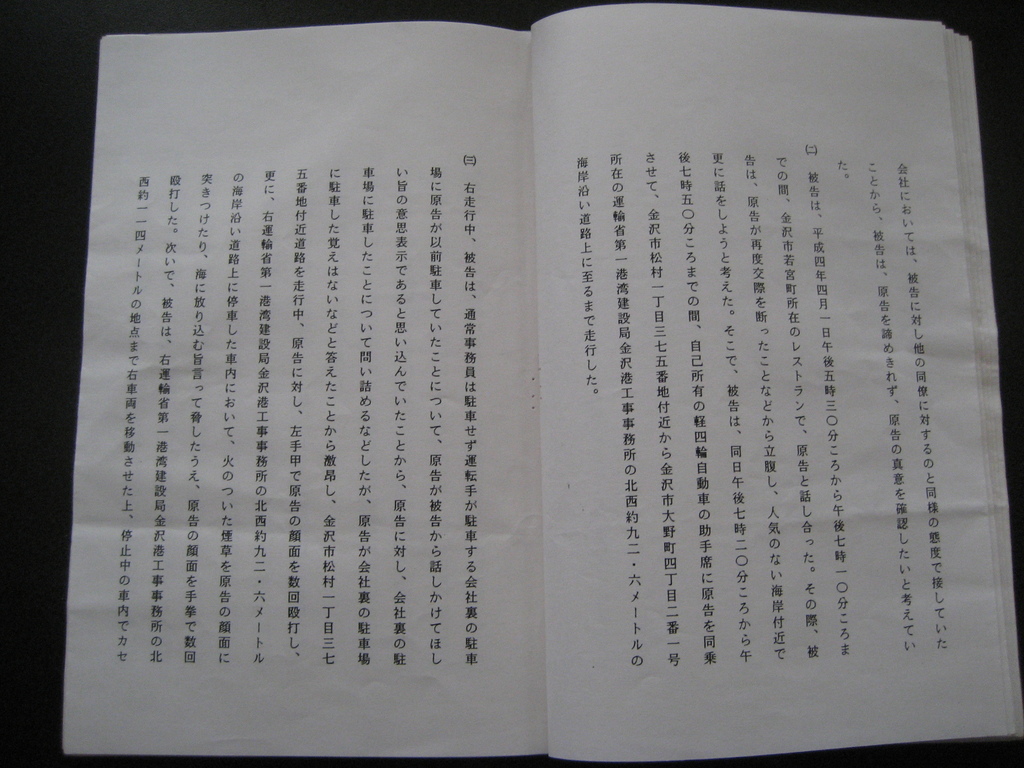 会社においては、被告に対し他の同僚に対するのと同様の態度で接していた
ことから、被告は、原告を諦めきれず、原告の真意を確認したいと考えてい
た。
㈡　被告は、平成四年四月一日午後五時三〇分ころから午後七時一〇分ころま
での間、金沢市若宮町所在のレストランで、原告と話し合った。その際、被
告は、原告が再度交際を断ったことなどから立腹し、人気のない海岸付近で
更に話をしようと考えた。そこで、被告は、同日午後七時二〇分ころから午
後七時五〇分ころまでの間、自己所有の軽四輪自動車の助手席に原告を同乗
させて、金沢市松村一丁目三七五番地付近から金沢市大野町四丁目二番一号
所在の運輸省第一港湾建設局金沢港工事事務所の北西約九二・六メートルの
海岸沿い道路上に至るまで走行した。
㈢　右走行中、被告は、通常事務員は駐車せず運転手が駐車する会社裏の駐車
場に原告が以前駐車していたことについて、原告が被告から話しかけてほし
い旨の意思表示であると思い込んでいたことから、原告に対し、会社裏の駐
車場に駐車したことについて問い詰めるなどしたが、原告が会社裏の駐車場
に駐車した覚えはないなどと答えたことから激昂し、金沢市松村一丁目三七
五番地付近道路を走行中、原告に対し、左手甲で原告の顔面を数回殴打し、
更に、右運輸省第一港湾建設局金沢港工事事務所の北西約九二・六メートル
の海岸沿い道路上に停車した車内において、火のついた煙草を原告の顔面に
突きつけたり、海に放り込む旨言って脅したうえ、原告の顔面を手拳で数回
殴打した。次いで、被告は、右運輸省第一港湾建設局金沢港工事事務所の北
西約一一四メートルの地点まで右車両を移動させた上、停止中の車内でカセ